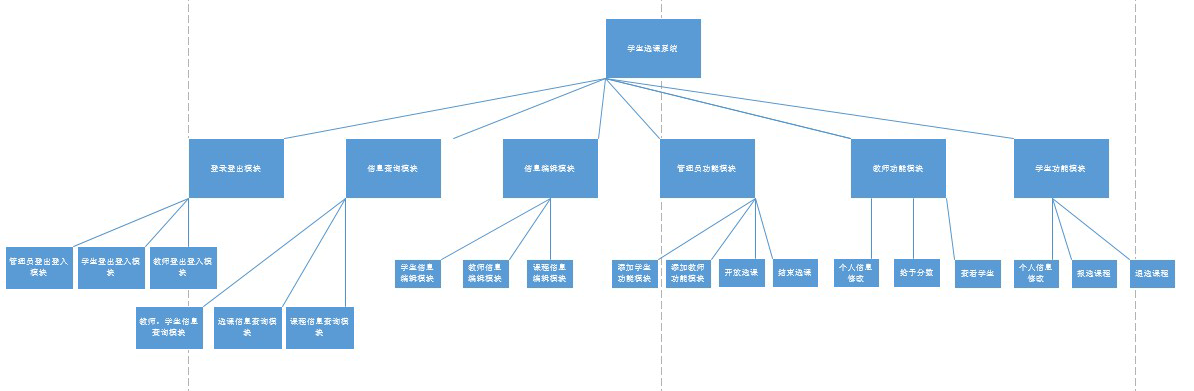 学生选课系统
登录登出模块
信息查询模块
信息编辑模块
管理员功能模块
教师功能模块
学生功能模块
管理员登出登入
模块
学生登出登入模
块
教师登出登入模
块
学生信息
编辑模块
教师信息
编辑模块
课程信息
编辑模块
添加学生
功能模块
添加教师
功能模块
开放选课
结束选课
个人信息
修改
给予分数
查看学生
个人信息
修改
报选课程
退选课程
教师，学生信息
查询模块
选课信息查询模
块
课程信息查询模
块